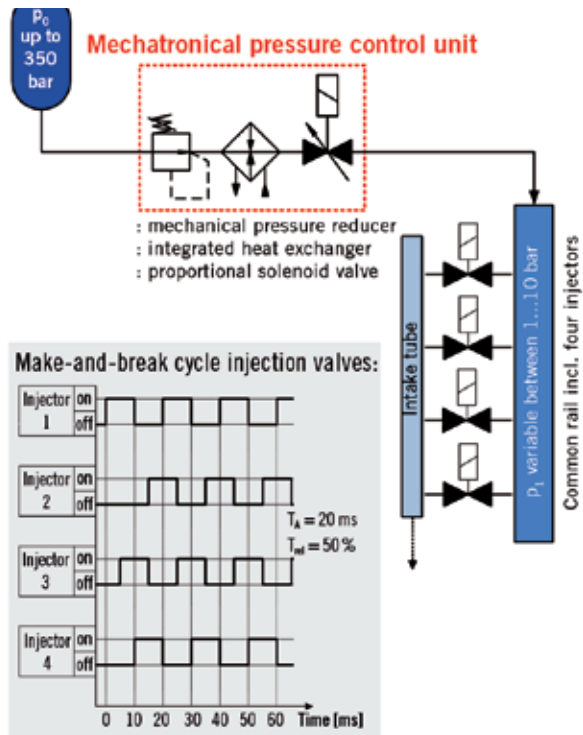 p₀
up to
350
bar
Mechatronical pressure control unit
: mechanical pressure reducer
: integrated heat exchanger
: proportional solenoid valve
Intake tube
p₁ variable between 1...10 bar
Common rail incl. four injectors
Make-and-break cycle injection valves:
Injector 1 on off
Injector 2 on off
T_A = 20 ms
T_rel = 50 %
Injector 3 on off
Injector 4 on off
0 10 20 30 40 50 60 Time [ms]